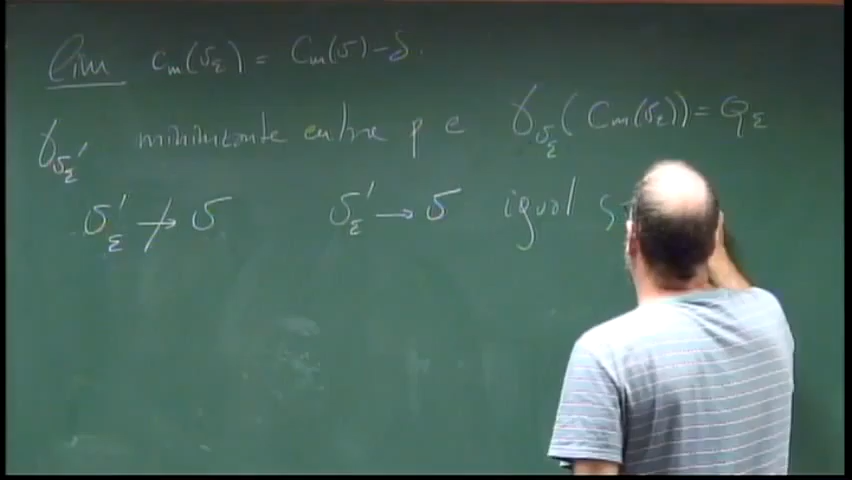 lim c_m(σ_ε) = c_m(σ) - δ.
γ_{σ_ε'} minimizante entre p e γ_{σ_ε}(c_m(σ_ε)) = q_ε
σ_ε' ↛ σ σ_ε' → σ igual